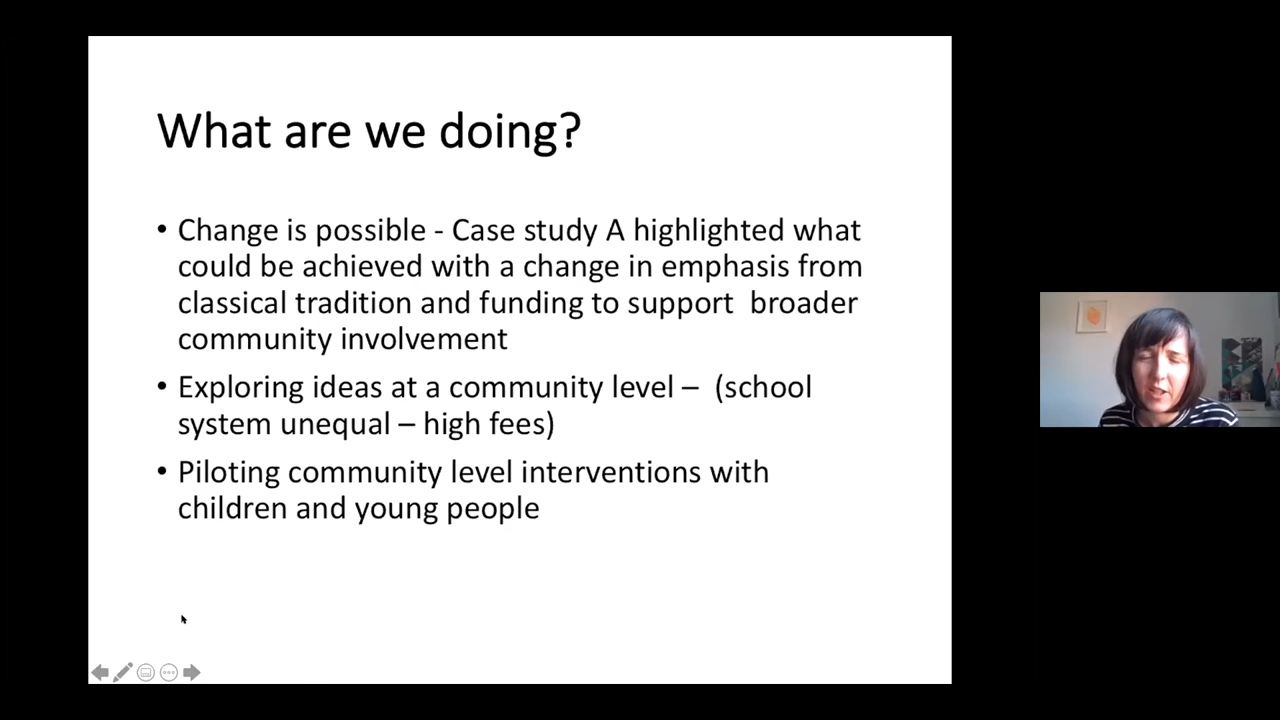 What are we doing?
• Change is possible - Case study A highlighted what
could be achieved with a change in emphasis from
classical tradition and funding to support  broader
community involvement
• Exploring ideas at a community level –  (school
system unequal – high fees)
• Piloting community level interventions with
children and young people